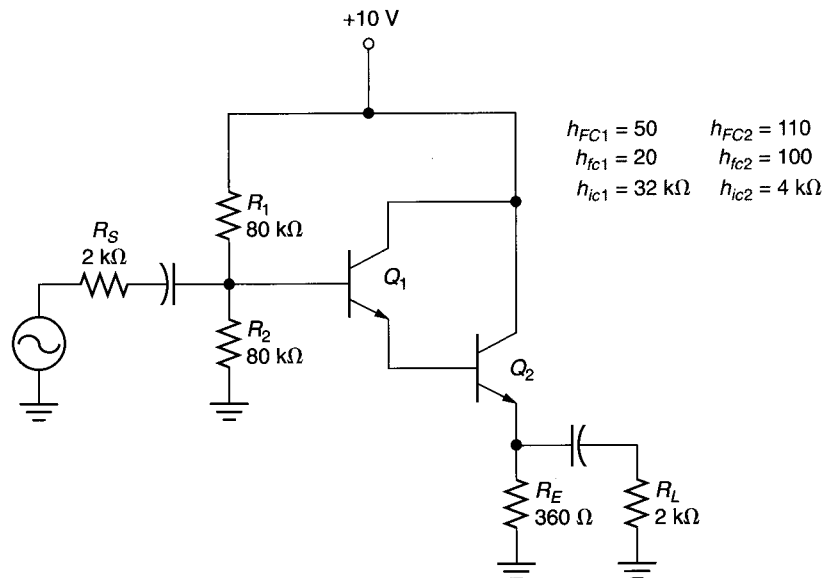 +10 V
h_FC1 = 50
h_FC2 = 110
h_fc1 = 20
h_fc2 = 100
h_ic1 = 32 kΩ
h_ic2 = 4 kΩ
R_1
80 kΩ
R_S
2 kΩ
Q_1
R_2
80 kΩ
Q_2
R_E
360 Ω
R_L
2 kΩ